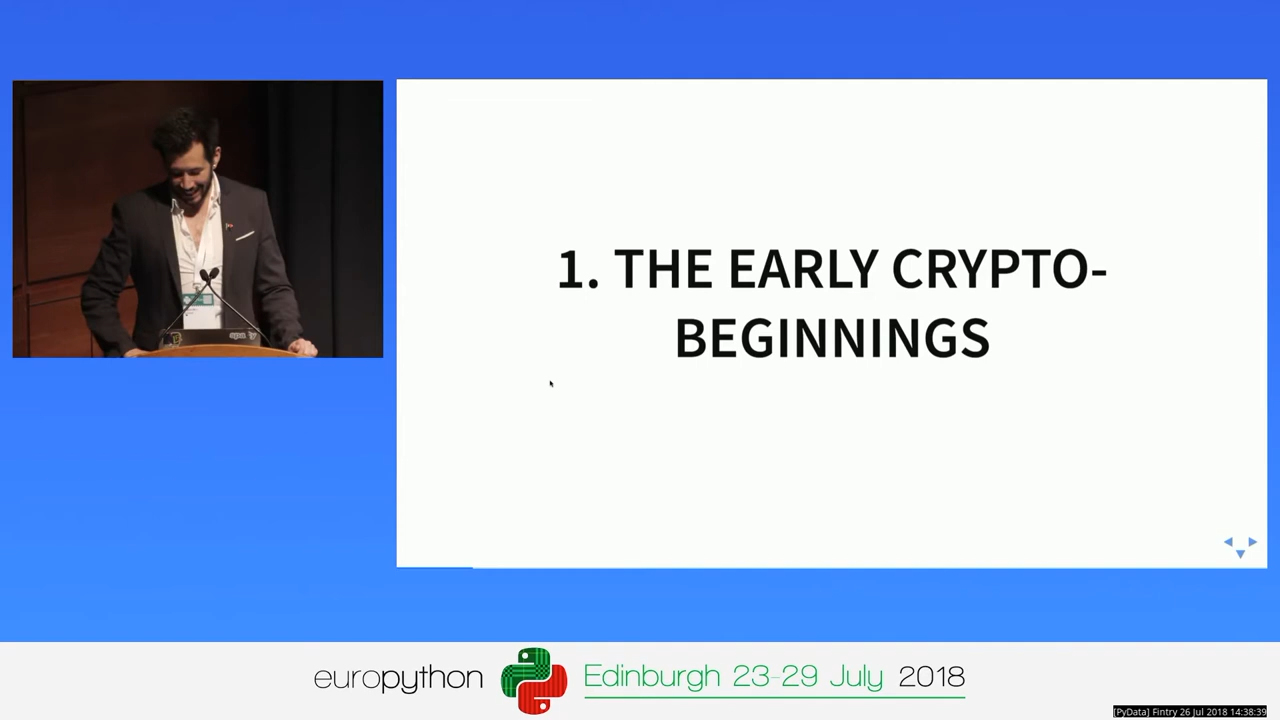 1. THE EARLY CRYPTO-
BEGINNINGS
europython Edinburgh 23-29 July 2018
[PyData] Fintry 26 Jul 2018 14:38:39